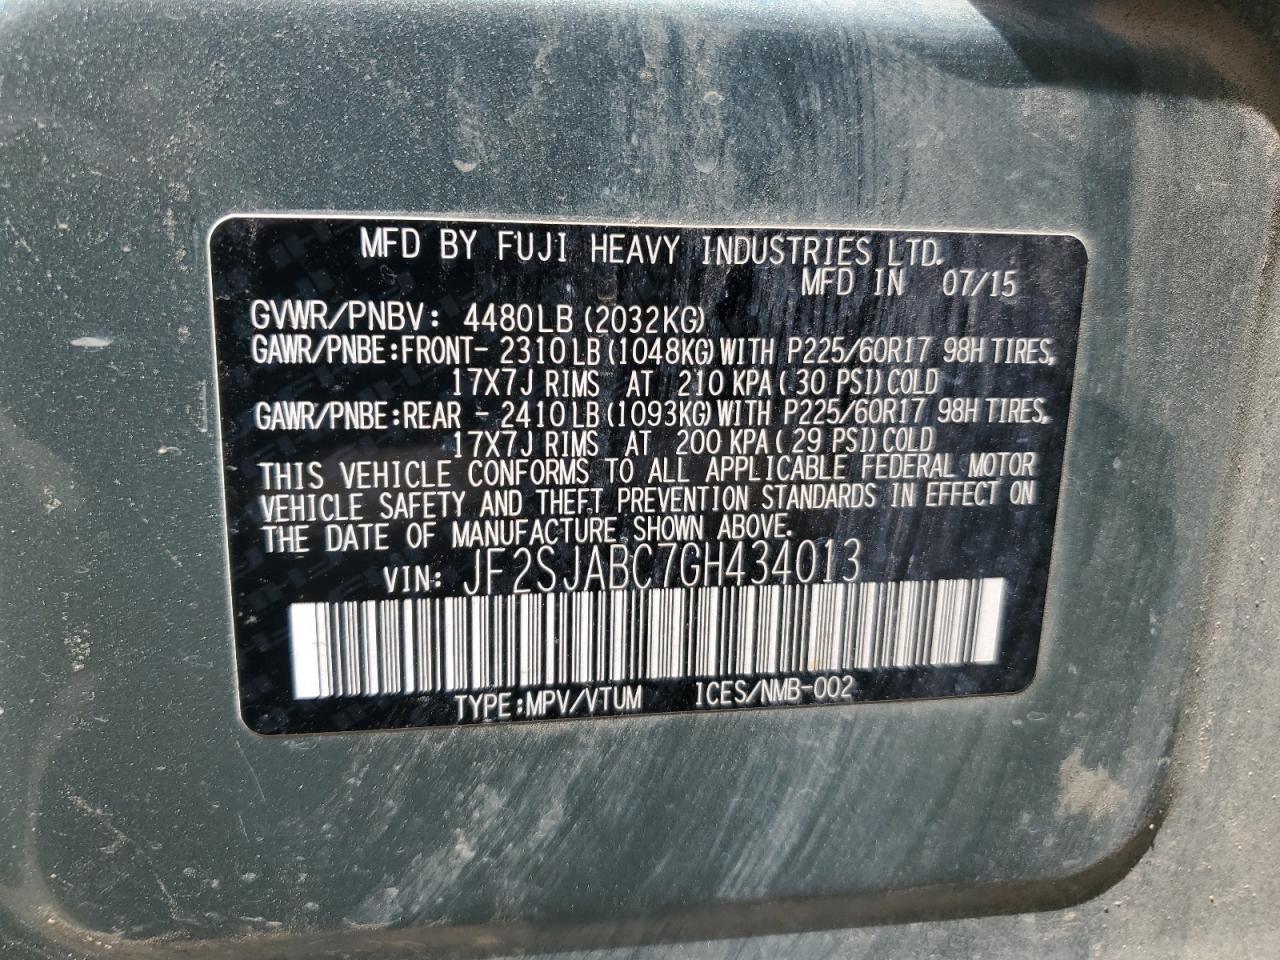 MFD BY FUJI HEAVY INDUSTRIES LTD.
MFD IN 07/15
GVWR/PNBV: 4480LB (2032KG)
GAWR/PNBE:FRONT- 2310LB (1048KG) WITH P225/60R17 98H TIRES,
17X7J RIMS AT 210 KPA ( 30 PSI) COLD
GAWR/PNBE:REAR - 2410LB (1093KG) WITH P225/60R17 98H TIRES,
17X7J RIMS AT 200 KPA ( 29 PSI) COLD
THIS VEHICLE CONFORMS TO ALL APPLICABLE FEDERAL MOTOR
VEHICLE SAFETY AND THEFT PREVENTION STANDARDS IN EFFECT ON
THE DATE OF MANUFACTURE SHOWN ABOVE.
VIN: JF2SJABC7GH434013
TYPE:MPV/VTUM ICES/NMB-002